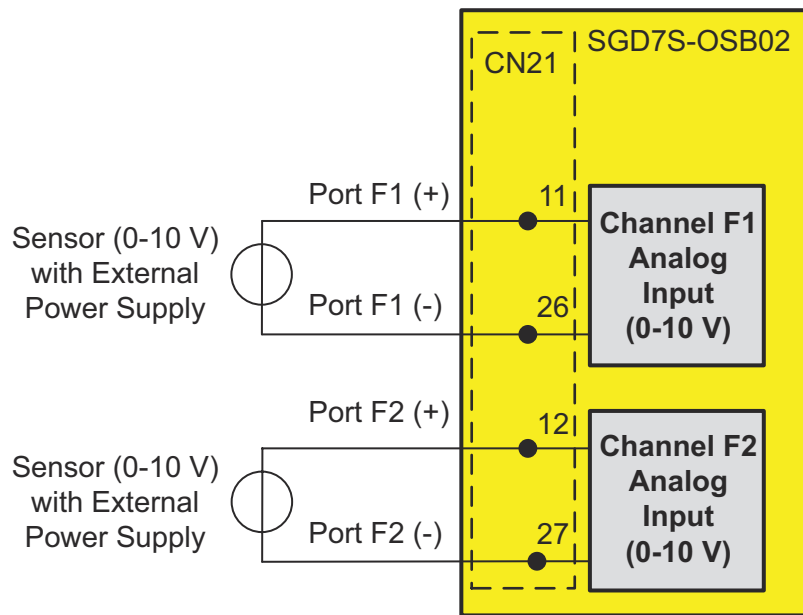 SGD7S-OSB02
CN21
Port F1 (+)
11
Sensor (0-10 V)
with External
Power Supply
Port F1 (-)
26
Channel F1
Analog
Input
(0-10 V)
Port F2 (+)
12
Sensor (0-10 V)
with External
Power Supply
Port F2 (-)
27
Channel F2
Analog
Input
(0-10 V)